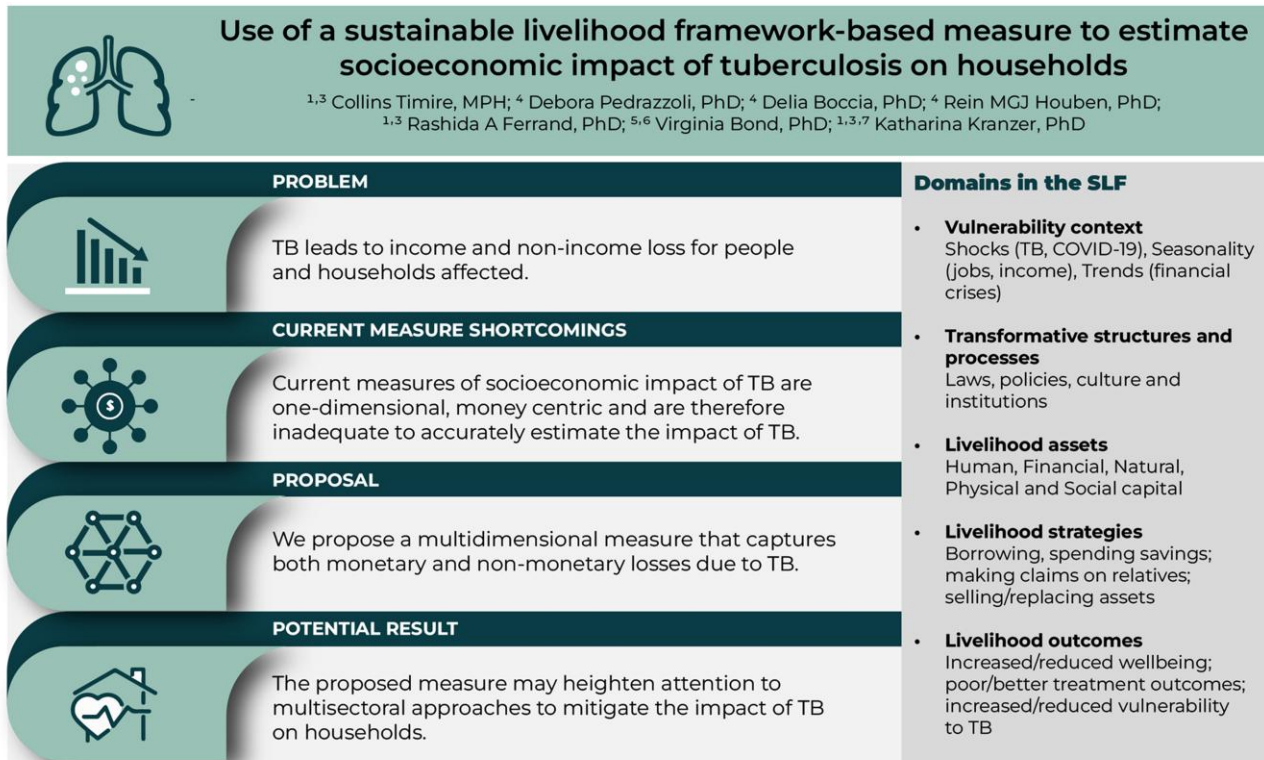 Use of a sustainable livelihood framework-based measure to estimate
socioeconomic impact of tuberculosis on households
-
¹,³ Collins Timire, MPH; ⁴ Debora Pedrazzoli, PhD; ⁴ Delia Boccia, PhD; ⁴ Rein MGJ Houben, PhD;
¹,³ Rashida A Ferrand, PhD; ⁵,⁶ Virginia Bond, PhD; ¹,³,⁷ Katharina Kranzer, PhD
PROBLEM
TB leads to income and non-income loss for people
and households affected.
CURRENT MEASURE SHORTCOMINGS
$
Current measures of socioeconomic impact of TB are
one-dimensional, money centric and are therefore
inadequate to accurately estimate the impact of TB.
PROPOSAL
We propose a multidimensional measure that captures
both monetary and non-monetary losses due to TB.
POTENTIAL RESULT
The proposed measure may heighten attention to
multisectoral approaches to mitigate the impact of TB
on households.
Domains in the SLF
• Vulnerability context
Shocks (TB, COVID-19), Seasonality
(jobs, income), Trends (financial
crises)
• Transformative structures and
processes
Laws, policies, culture and
institutions
• Livelihood assets
Human, Financial, Natural,
Physical and Social capital
• Livelihood strategies
Borrowing, spending savings;
making claims on relatives;
selling/replacing assets
• Livelihood outcomes
Increased/reduced wellbeing;
poor/better treatment outcomes;
increased/reduced vulnerability
to TB